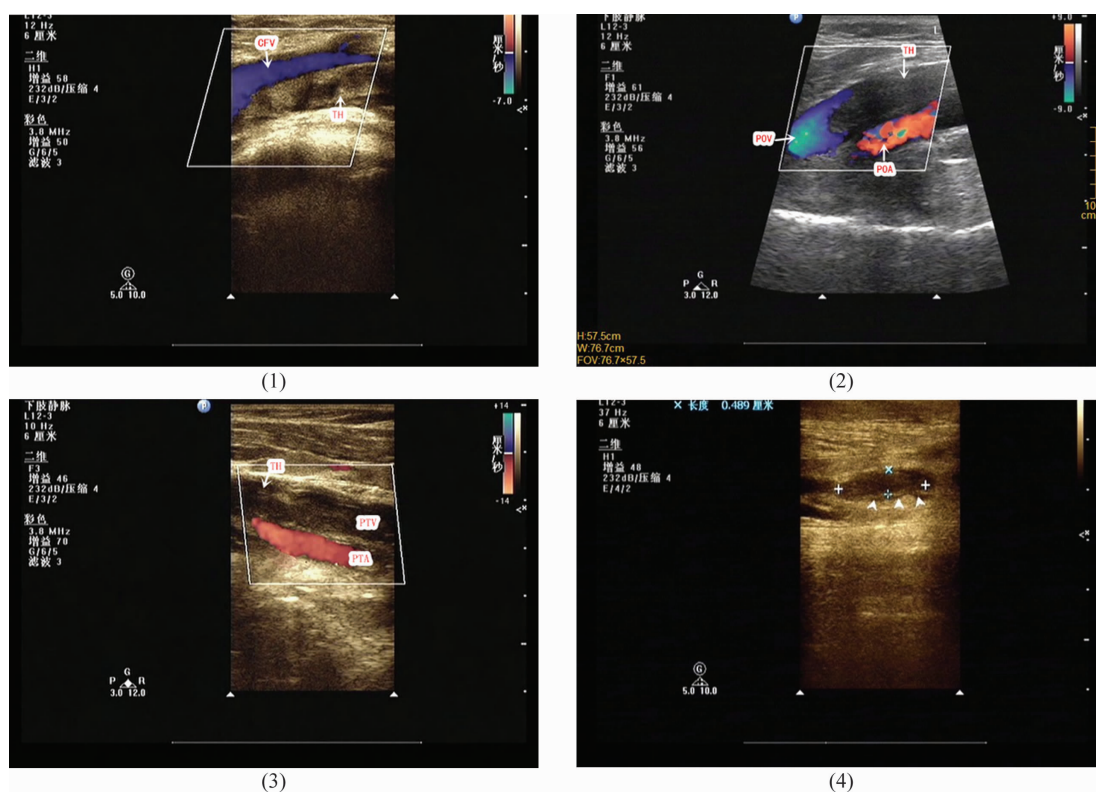 12 Hz
6 厘米
二维
H1
增益 58
232dB/压缩 4
E/3/2
彩色
3.8 MHz
增益 50
G/6/5
滤波 3
CFV
TH
厘米/秒
-7.0
G
5.0 10.0
(1)
下肢静脉
L12-3
12 Hz
6 厘米
二维
F1
增益 61
232dB/压缩 4
E/3/2
彩色
3.8 MHz
增益 56
G/6/5
滤波 3
P
TH
POV
POA
+9.0
厘米/秒
-9.0
10
cm
G
P R
3.0 12.0
H:57.5cm
W:76.7cm
FOV:76.7×57.5
(2)
下肢静脉
L12-3
10 Hz
6 厘米
二维
F3
增益 46
232dB/压缩 4
E/3/2
彩色
3.8 MHz
增益 70
G/6/5
滤波 3
P
TH
PTV
PTA
+14
厘米/秒
-14
G
P R
3.0 12.0
(3)
L12-3
37 Hz
6 厘米
二维
H1
增益 48
232dB/压缩 4
E/4/2
× 长度 0.489 厘米
G
5.0 10.0
(4)